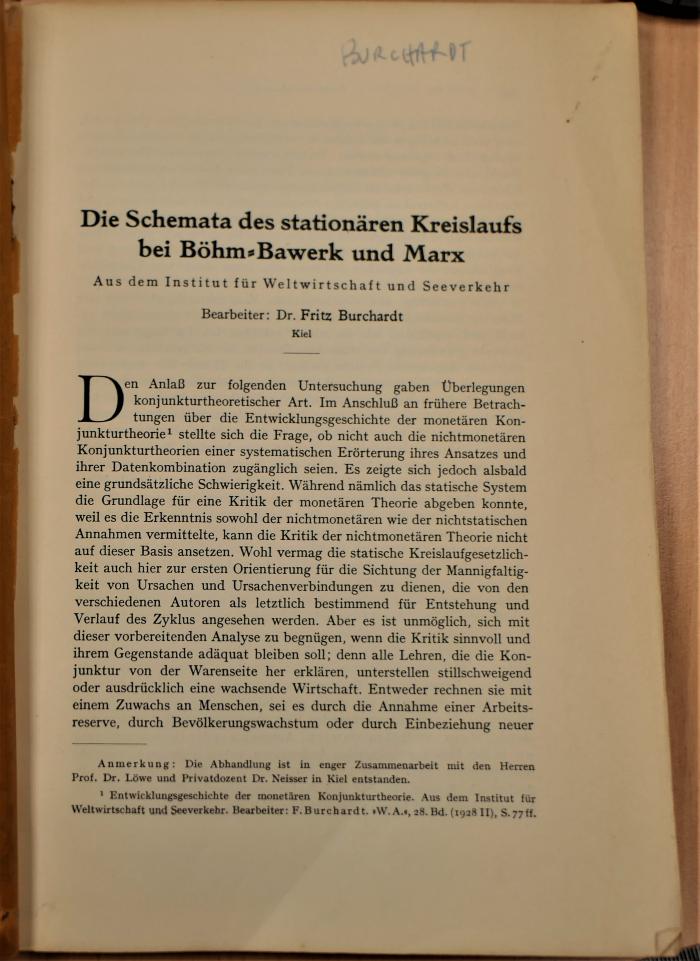 BURCHARDT
Die Schemata des stationären Kreislaufs
bei Böhm-Bawerk und Marx
Aus dem Institut für Weltwirtschaft und Seeverkehr
Bearbeiter: Dr. Fritz Burchardt
Kiel
Den Anlaß zur folgenden Untersuchung gaben Überlegungen
konjunkturtheoretischer Art. Im Anschluß an frühere Betrach-
tungen über die Entwicklungsgeschichte der monetären Kon-
junkturtheorie¹ stellte sich die Frage, ob nicht auch die nichtmonetären
Konjunkturtheorien einer systematischen Erörterung ihres Ansatzes und
ihrer Datenkombination zugänglich seien. Es zeigte sich jedoch alsbald
eine grundsätzliche Schwierigkeit. Während nämlich das statische System
die Grundlage für eine Kritik der monetären Theorie abgeben konnte,
weil es die Erkenntnis sowohl der nichtmonetären wie der nichtstatischen
Annahmen vermittelte, kann die Kritik der nichtmonetären Theorie nicht
auf dieser Basis ansetzen. Wohl vermag die statische Kreislaufgesetzlich-
keit auch hier zur ersten Orientierung für die Sichtung der Mannigfaltig-
keit von Ursachen und Ursachenverbindungen zu dienen, die von den
verschiedenen Autoren als letztlich bestimmend für Entstehung und
Verlauf des Zyklus angesehen werden. Aber es ist unmöglich, sich mit
dieser vorbereitenden Analyse zu begnügen, wenn die Kritik sinnvoll und
ihrem Gegenstande adäquat bleiben soll; denn alle Lehren, die die Kon-
junktur von der Warenseite her erklären, unterstellen stillschweigend
oder ausdrücklich eine wachsende Wirtschaft. Entweder rechnen sie mit
einem Zuwachs an Menschen, sei es durch die Annahme einer Arbeits-
reserve, durch Bevölkerungswachstum oder durch Einbeziehung neuer
Anmerkung: Die Abhandlung ist in enger Zusammenarbeit mit den Herren
Prof. Dr. Löwe und Privatdozent Dr. Neisser in Kiel entstanden.
¹ Entwicklungsgeschichte der monetären Konjunkturtheorie. Aus dem Institut für
Weltwirtschaft und Seeverkehr. Bearbeiter: F. Burchardt. »W. A.«, 28. Bd. (1928 II), S. 77 ff.